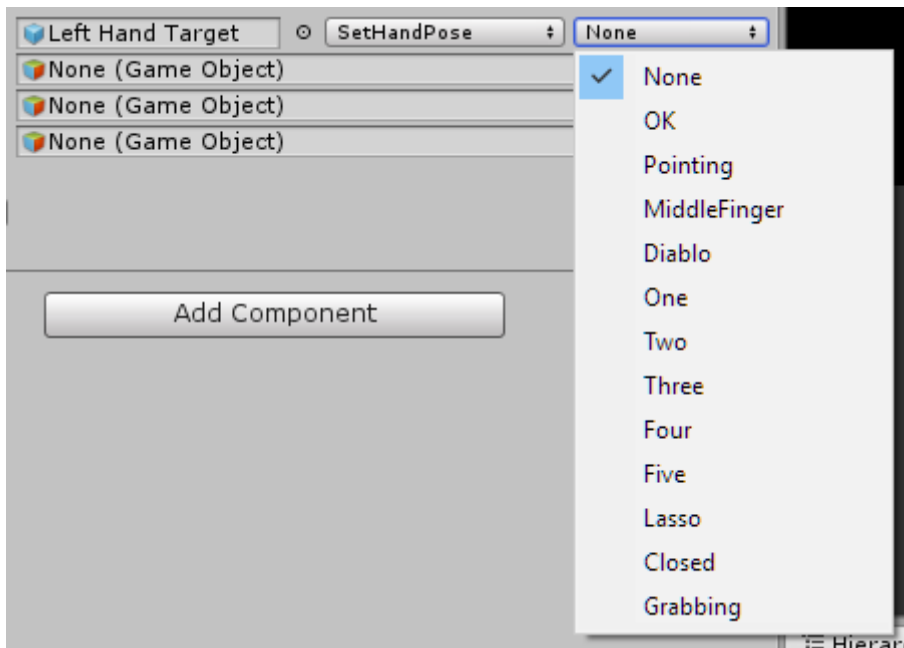 Left Hand Target SetHandPose None
None (Game Object)
None (Game Object)
None (Game Object)
Add Component
None
OK
Pointing
MiddleFinger
Diablo
One
Two
Three
Four
Five
Lasso
Closed
Grabbing